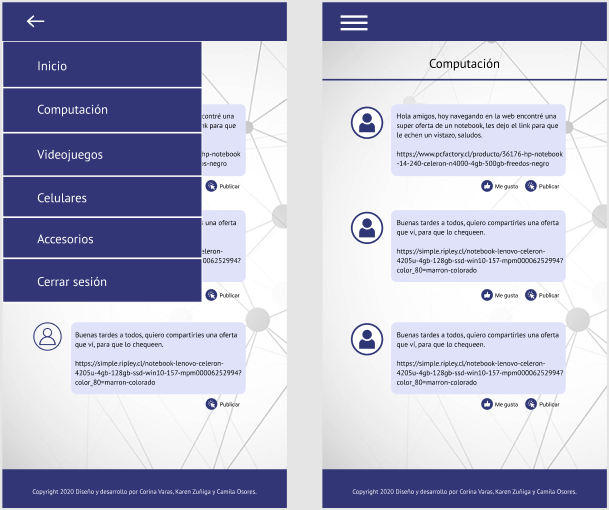 Inicio
Computación
Videojuegos
Celulares
Accesorios
Cerrar sesión
contré una
nk para que
hp-notebook
os-negro
Publicar
una oferta
celeron-
0006252994?
Publicar
Buenas tardes a todos, quiero compartirles una oferta
que vi, para que lo chequeen.
https://simple.ripley.cl/notebook-lenovo-celeron-
4205u-4gb-128gb-ssd-win10-157-mpm00006252994?
color_80=marron-colorado
Publicar
Copyright 2020 Diseño y desarrollo por Corina Varas, Karen Zuñiga y Camila Osores.
Computación
Hola amigos, hoy navegando en la web encontré una
super oferta de un notebook, les dejo el link para que
le echen un vistazo, saludos.
https://www.pcfactory.cl/producto/36176-hp-notebook
-14-240-celeron-n4000-4gb-500gb-freedos-negro
Me gusta Publicar
Buenas tardes a todos, quiero compartirles una oferta
que vi, para que lo chequeen.
https://simple.ripley.cl/notebook-lenovo-celeron-
4205u-4gb-128gb-ssd-win10-157-mpm00006252994?
color_80=marron-colorado
Me gusta Publicar
Buenas tardes a todos, quiero compartirles una oferta
que vi, para que lo chequeen.
https://simple.ripley.cl/notebook-lenovo-celeron-
4205u-4gb-128gb-ssd-win10-157-mpm00006252994?
color_80=marron-colorado
Me gusta Publicar
Copyright 2020 Diseño y desarrollo por Corina Varas, Karen Zuñiga y Camila Osores.